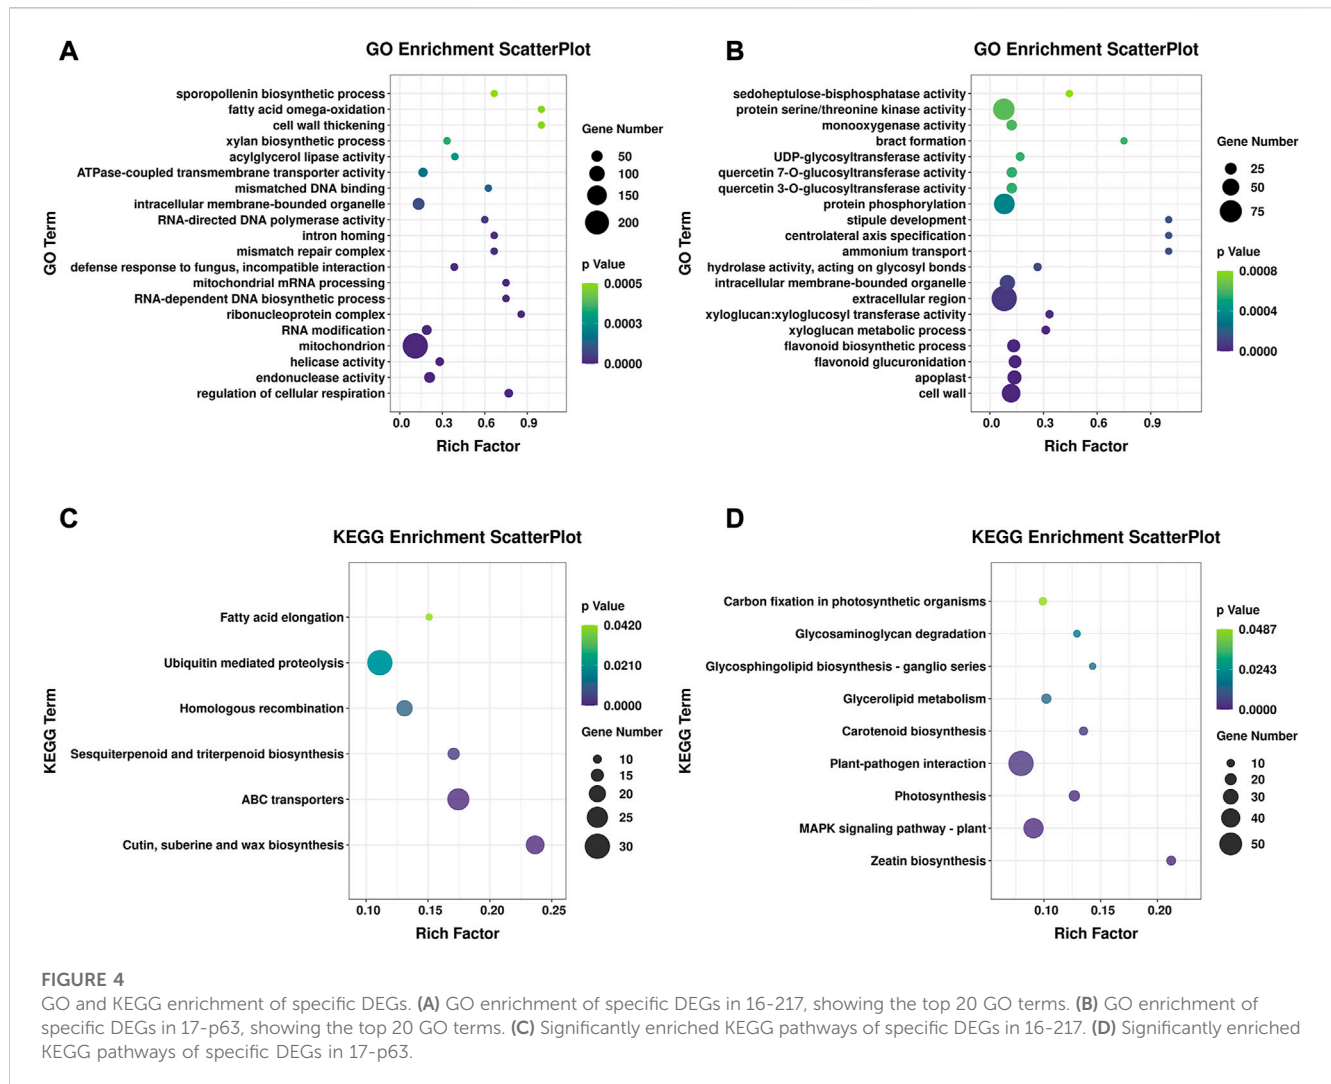 A
GO Enrichment ScatterPlot
GO Term
sporopollenin biosynthetic process
fatty acid omega-oxidation
cell wall thickening
xylan biosynthetic process
acylglycerol lipase activity
ATPase-coupled transmembrane transporter activity
mismatched DNA binding
intracellular membrane-bounded organelle
RNA-directed DNA polymerase activity
intron homing
mismatch repair complex
defense response to fungus, incompatible interaction
mitochondrial mRNA processing
RNA-dependent DNA biosynthetic process
ribonucleoprotein complex
RNA modification
mitochondrion
helicase activity
endonuclease activity
regulation of cellular respiration
0.0 0.3 0.6 0.9
Rich Factor
Gene Number
50
100
150
200
p Value
0.0005
0.0003
0.0000
B
GO Enrichment ScatterPlot
GO Term
sedoheptulose-bisphosphatase activity
protein serine/threonine kinase activity
monooxygenase activity
bract formation
UDP-glycosyltransferase activity
quercetin 7-O-glucosyltransferase activity
quercetin 3-O-glucosyltransferase activity
protein phosphorylation
stipule development
centrolateral axis specification
ammonium transport
hydrolase activity, acting on glycosyl bonds
intracellular membrane-bounded organelle
extracellular region
xyloglucan:xyloglucosyl transferase activity
xyloglucan metabolic process
flavonoid biosynthetic process
flavonoid glucuronidation
apoplast
cell wall
0.0 0.3 0.6 0.9
Rich Factor
Gene Number
25
50
75
p Value
0.0008
0.0004
0.0000
C
KEGG Enrichment ScatterPlot
KEGG Term
Fatty acid elongation
Ubiquitin mediated proteolysis
Homologous recombination
Sesquiterpenoid and triterpenoid biosynthesis
ABC transporters
Cutin, suberine and wax biosynthesis
0.10 0.15 0.20 0.25
Rich Factor
p Value
0.0420
0.0210
0.0000
Gene Number
10
15
20
25
30
D
KEGG Enrichment ScatterPlot
KEGG Term
Carbon fixation in photosynthetic organisms
Glycosaminoglycan degradation
Glycosphingolipid biosynthesis - ganglio series
Glycerolipid metabolism
Carotenoid biosynthesis
Plant-pathogen interaction
Photosynthesis
MAPK signaling pathway - plant
Zeatin biosynthesis
0.10 0.15 0.20
Rich Factor
p Value
0.0487
0.0243
0.0000
Gene Number
10
20
30
40
50
FIGURE 4
GO and KEGG enrichment of specific DEGs. (A) GO enrichment of specific DEGs in 16-217, showing the top 20 GO terms. (B) GO enrichment of
specific DEGs in 17-p63, showing the top 20 GO terms. (C) Significantly enriched KEGG pathways of specific DEGs in 16-217. (D) Significantly enriched
KEGG pathways of specific DEGs in 17-p63.